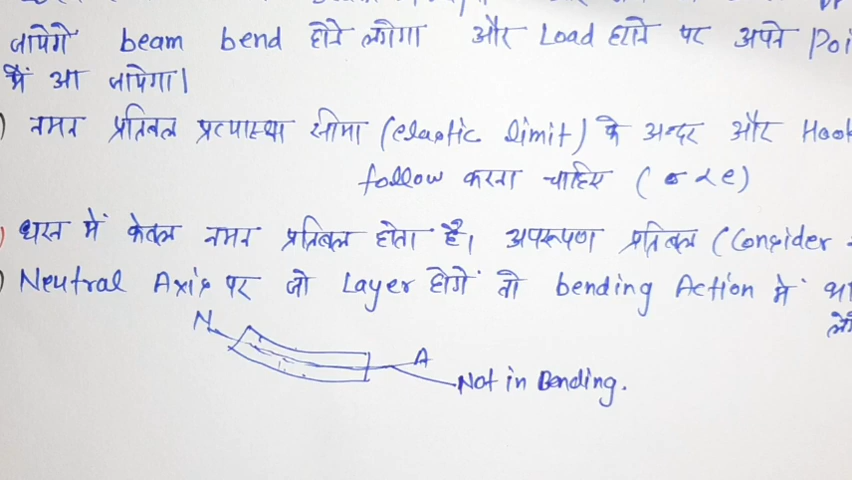 जायेगें beam bend होने लगेगा और Load हटाने पर अपने Poi
में आ जायेगा।
) नमन प्रतिबल प्रत्यास्था सीमा (elastic limit) के अन्दर और Hook
follow करना चाहिए (σ ∝ e)
) धरन में केवल नमन प्रतिबल होता है। अपरूपण प्रतिबल (Consider
) Neutral Axis पर जो Layer होगें तो bending Action में
N
A
Not in Bending.